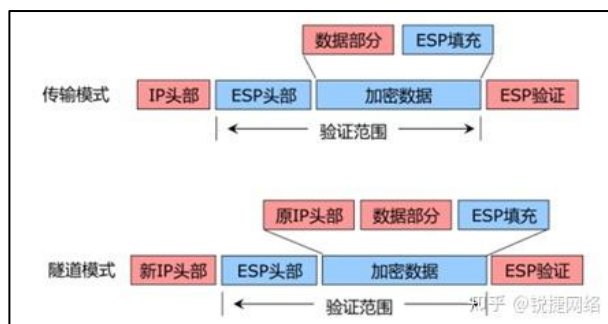 数据部分 ESP填充
传输模式 IP头部 ESP头部 加密数据 ESP验证
验证范围
原IP头部 数据部分 ESP填充
隧道模式 新IP头部 ESP头部 加密数据 ESP验证
验证范围
知乎 @锐捷网络